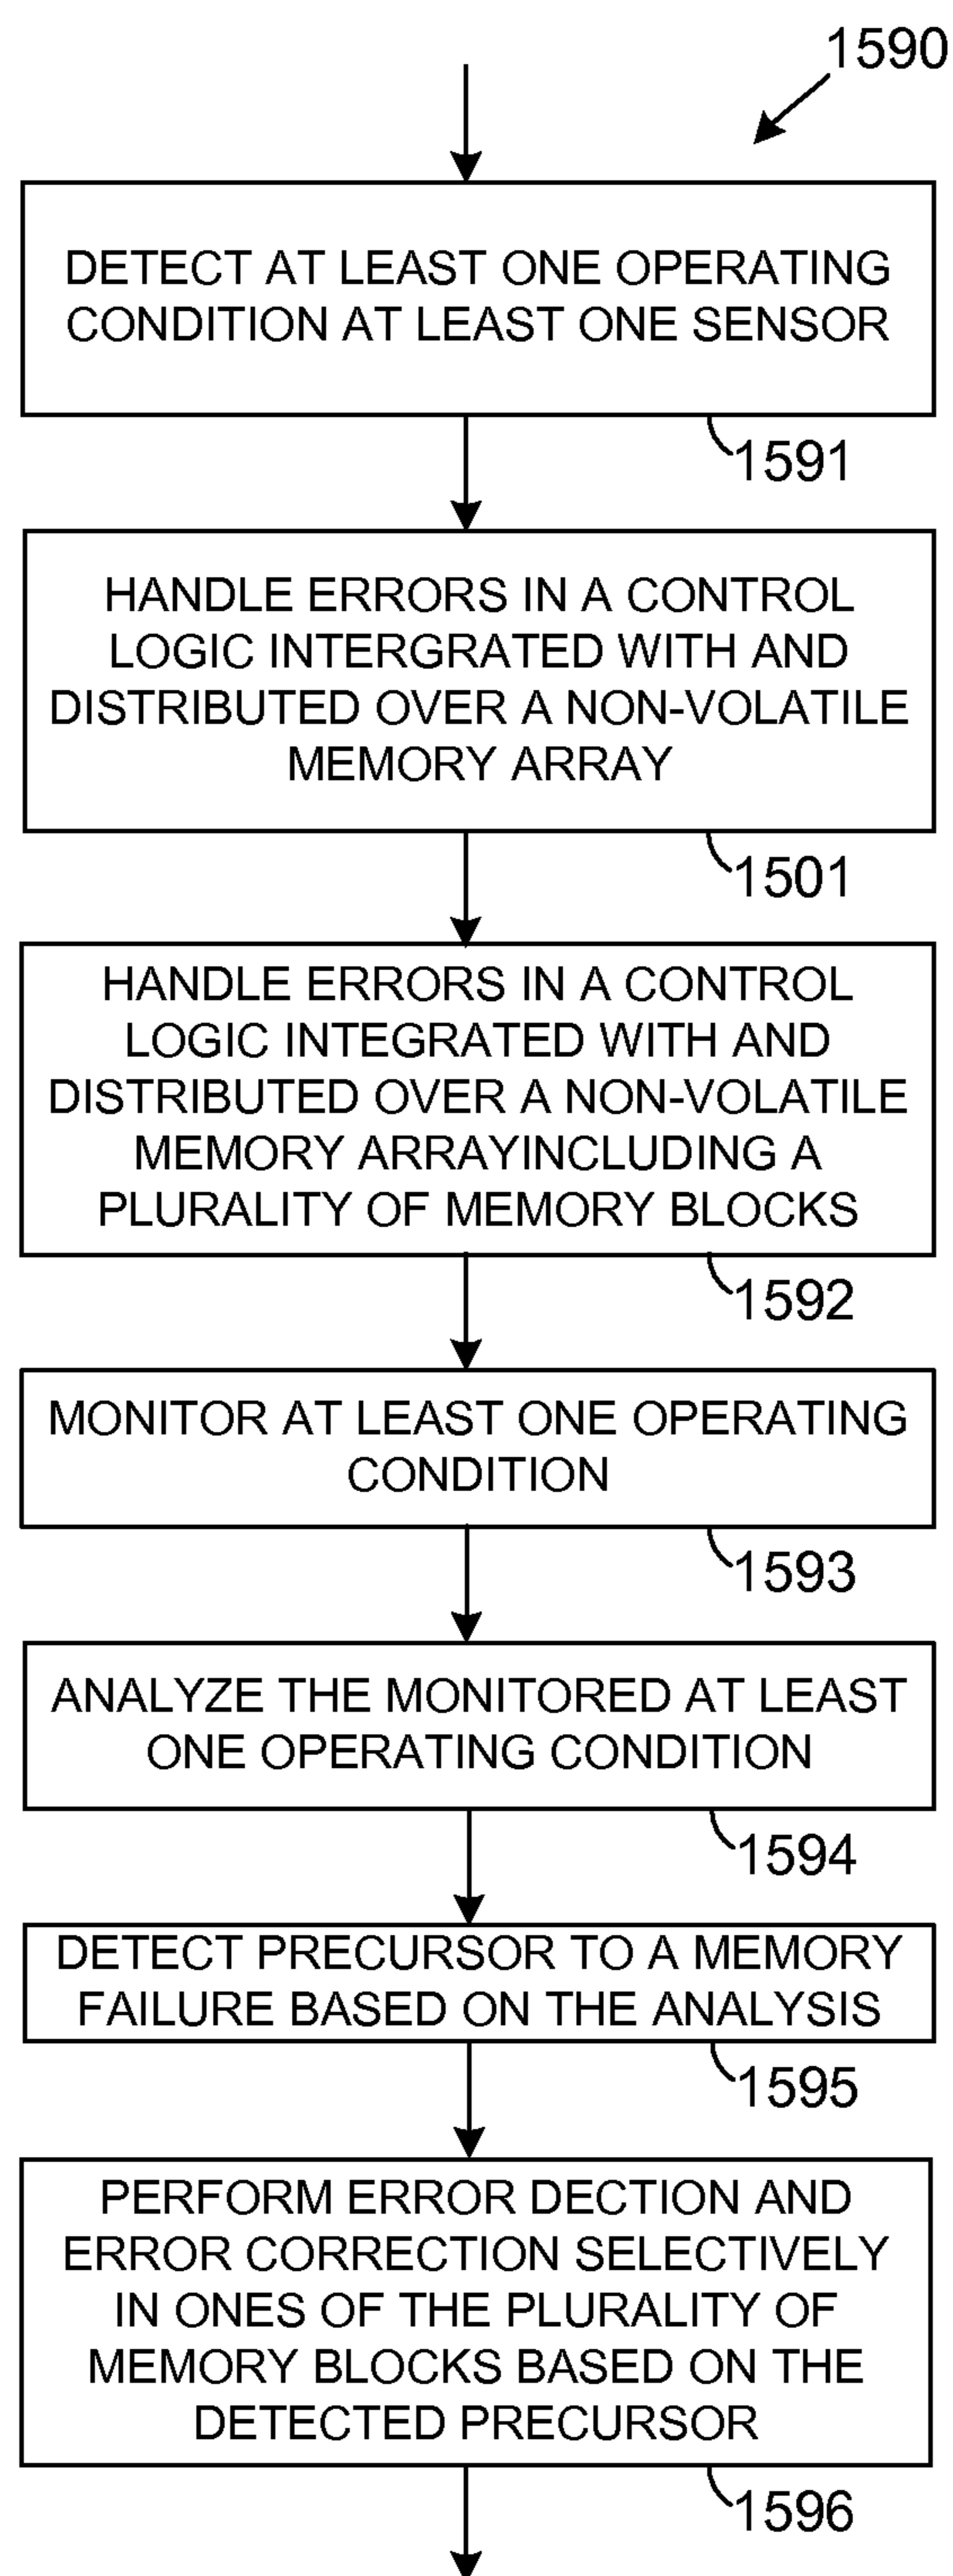 1590
DETECT AT LEAST ONE OPERATING
CONDITION AT LEAST ONE SENSOR
1591
HANDLE ERRORS IN A CONTROL
LOGIC INTERGRATED WITH AND
DISTRIBUTED OVER A NON-VOLATILE
MEMORY ARRAY
1501
HANDLE ERRORS IN A CONTROL
LOGIC INTEGRATED WITH AND
DISTRIBUTED OVER A NON-VOLATILE
MEMORY ARRAYINCLUDING A
PLURALITY OF MEMORY BLOCKS
1592
MONITOR AT LEAST ONE OPERATING
CONDITION
1593
ANALYZE THE MONITORED AT LEAST
ONE OPERATING CONDITION
1594
DETECT PRECURSOR TO A MEMORY
FAILURE BASED ON THE ANALYSIS
1595
PERFORM ERROR DECTION AND
ERROR CORRECTION SELECTIVELY
IN ONES OF THE PLURALITY OF
MEMORY BLOCKS BASED ON THE
DETECTED PRECURSOR
1596